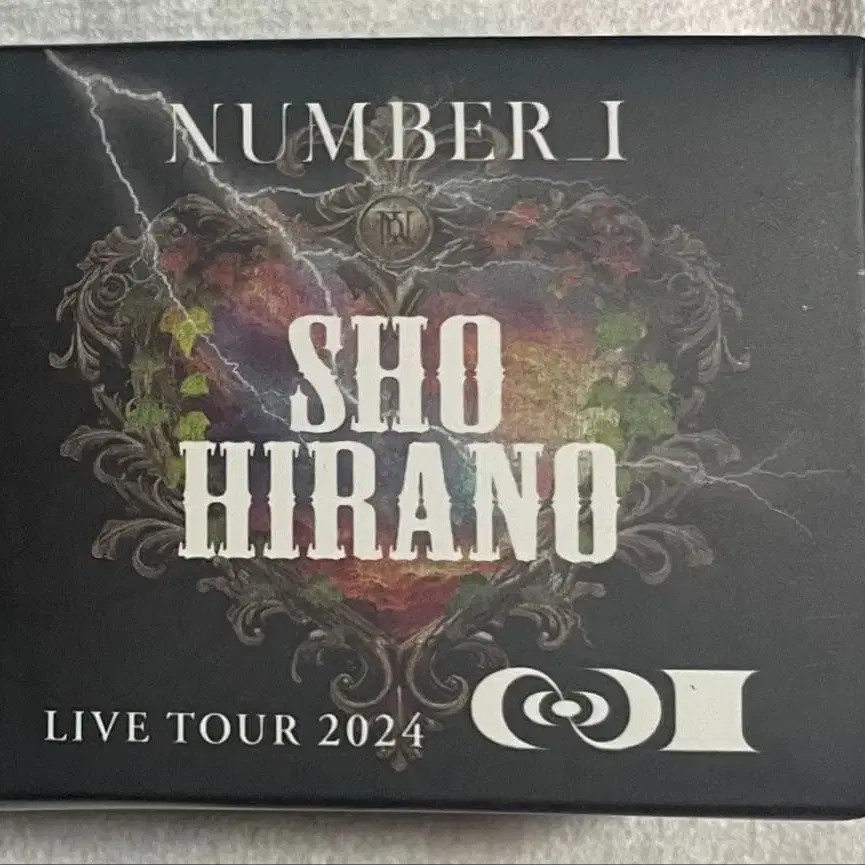 NUMBER_I
SHO
HIRANO
LIVE TOUR 2024